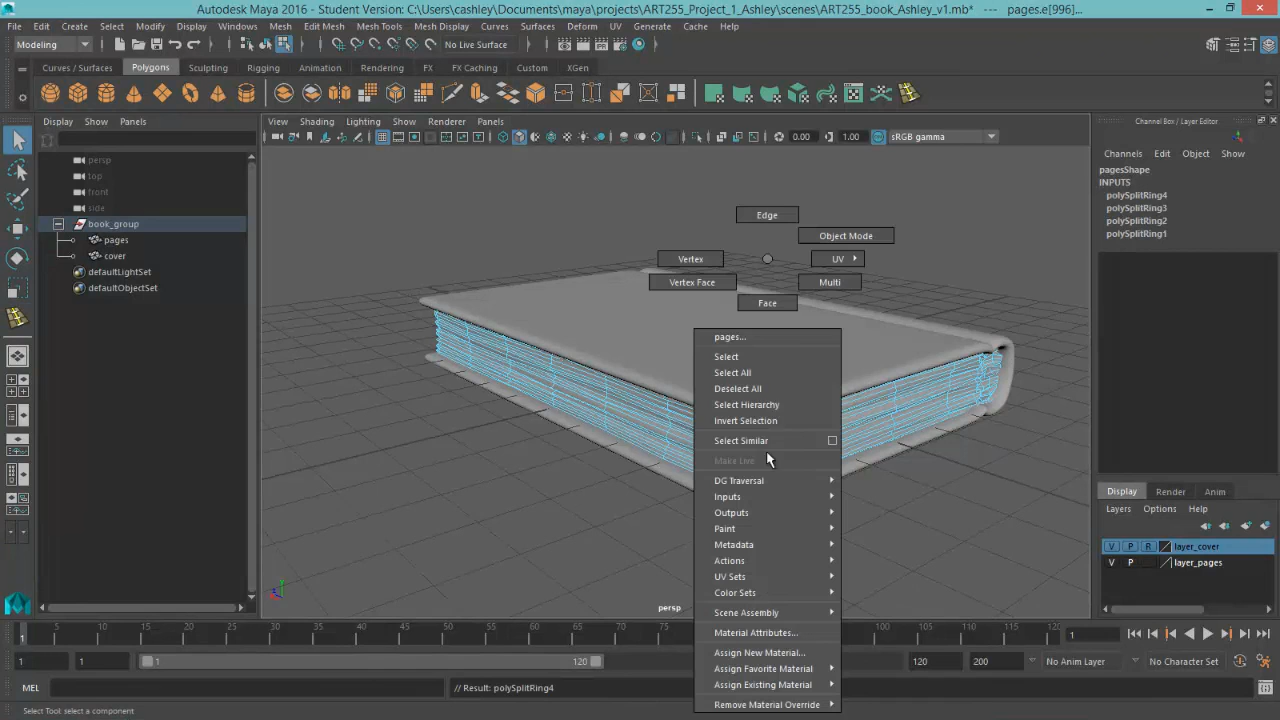 Autodesk Maya 2016 - Student Version: C:\Users\cashley\Documents\maya\projects\ART255_Project_1_Ashley\scenes\ART255_book_Ashley_v1.mb* --- pages.e[996]...
File Edit Create Select Modify Display Windows Mesh Edit Mesh Mesh Tools Mesh Display Curves Surfaces Deform UV Generate Cache Help
Modeling No Live Surface
Curves / Surfaces Polygons Sculpting Rigging Animation Rendering FX FX Caching Custom XGen
Display Show Panels
View Shading Lighting Show Renderer Panels
0.00 1.00 sRGB gamma
Channel Box / Layer Editor
Channels Edit Object Show
pagesShape
INPUTS
polySplitRing4
polySplitRing3
polySplitRing2
polySplitRing1
persp
top
front
side
book_group
pages
cover
defaultLightSet
defaultObjectSet
Edge
Object Mode
Vertex
UV
Vertex Face
Multi
Face
pages...
Select
Select All
Deselect All
Select Hierarchy
Invert Selection
Select Similar
Make Live
DG Traversal
Inputs
Outputs
Paint
Metadata
Actions
UV Sets
Color Sets
Scene Assembly
Material Attributes...
Assign New Material...
Assign Favorite Material
Assign Existing Material
Remove Material Override
persp
Display Render Anim
Layers Options Help
V P R layer_cover
V P layer_pages
1 5 10 15 20 25 30 35 40 45 50 55 60 65 70 75 100 105 110 115 120 1
1 1 1 120 120 200 No Anim Layer No Character Set
MEL // Result: polySplitRing4
Select Tool: select a component